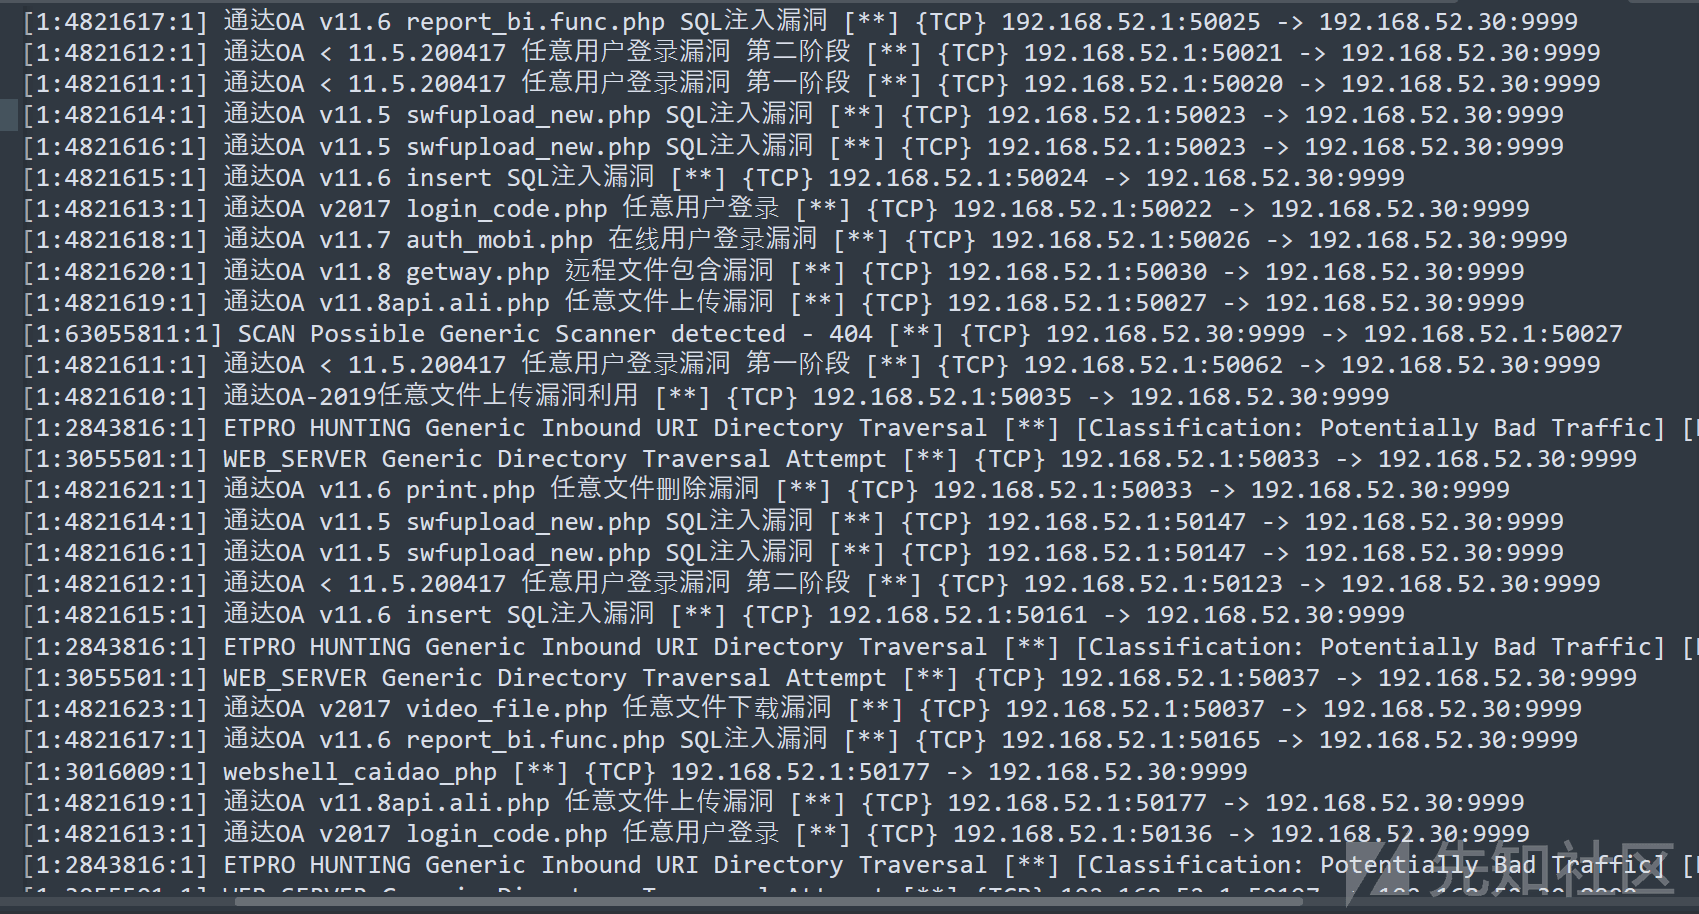 [1:4821617:1] 通达OA v11.6 report_bi.func.php SQL注入漏洞 [**] {TCP} 192.168.52.1:50025 -> 192.168.52.30:9999
[1:4821612:1] 通达OA < 11.5.200417 任意用户登录漏洞 第二阶段 [**] {TCP} 192.168.52.1:50021 -> 192.168.52.30:9999
[1:4821611:1] 通达OA < 11.5.200417 任意用户登录漏洞 第一阶段 [**] {TCP} 192.168.52.1:50020 -> 192.168.52.30:9999
[1:4821614:1] 通达OA v11.5 swfupload_new.php SQL注入漏洞 [**] {TCP} 192.168.52.1:50023 -> 192.168.52.30:9999
[1:4821616:1] 通达OA v11.5 swfupload_new.php SQL注入漏洞 [**] {TCP} 192.168.52.1:50023 -> 192.168.52.30:9999
[1:4821615:1] 通达OA v11.6 insert SQL注入漏洞 [**] {TCP} 192.168.52.1:50024 -> 192.168.52.30:9999
[1:4821613:1] 通达OA v2017 login_code.php 任意用户登录 [**] {TCP} 192.168.52.1:50022 -> 192.168.52.30:9999
[1:4821618:1] 通达OA v11.7 auth_mobi.php 在线用户登录漏洞 [**] {TCP} 192.168.52.1:50026 -> 192.168.52.30:9999
[1:4821620:1] 通达OA v11.8 getway.php 远程文件包含漏洞 [**] {TCP} 192.168.52.1:50030 -> 192.168.52.30:9999
[1:4821619:1] 通达OA v11.8api.ali.php 任意文件上传漏洞 [**] {TCP} 192.168.52.1:50027 -> 192.168.52.30:9999
[1:63055811:1] SCAN Possible Generic Scanner detected - 404 [**] {TCP} 192.168.52.30:9999 -> 192.168.52.1:50027
[1:4821611:1] 通达OA < 11.5.200417 任意用户登录漏洞 第一阶段 [**] {TCP} 192.168.52.1:50062 -> 192.168.52.30:9999
[1:4821610:1] 通达OA-2019任意文件上传漏洞利用 [**] {TCP} 192.168.52.1:50035 -> 192.168.52.30:9999
[1:2843816:1] ETPRO HUNTING Generic Inbound URI Directory Traversal [**] [Classification: Potentially Bad Traffic] [
[1:3055501:1] WEB_SERVER Generic Directory Traversal Attempt [**] {TCP} 192.168.52.1:50033 -> 192.168.52.30:9999
[1:4821621:1] 通达OA v11.6 print.php 任意文件删除漏洞 [**] {TCP} 192.168.52.1:50033 -> 192.168.52.30:9999
[1:4821614:1] 通达OA v11.5 swfupload_new.php SQL注入漏洞 [**] {TCP} 192.168.52.1:50147 -> 192.168.52.30:9999
[1:4821616:1] 通达OA v11.5 swfupload_new.php SQL注入漏洞 [**] {TCP} 192.168.52.1:50147 -> 192.168.52.30:9999
[1:4821612:1] 通达OA < 11.5.200417 任意用户登录漏洞 第二阶段 [**] {TCP} 192.168.52.1:50123 -> 192.168.52.30:9999
[1:4821615:1] 通达OA v11.6 insert SQL注入漏洞 [**] {TCP} 192.168.52.1:50161 -> 192.168.52.30:9999
[1:2843816:1] ETPRO HUNTING Generic Inbound URI Directory Traversal [**] [Classification: Potentially Bad Traffic] [
[1:3055501:1] WEB_SERVER Generic Directory Traversal Attempt [**] {TCP} 192.168.52.1:50037 -> 192.168.52.30:9999
[1:4821623:1] 通达OA v2017 video_file.php 任意文件下载漏洞 [**] {TCP} 192.168.52.1:50037 -> 192.168.52.30:9999
[1:4821617:1] 通达OA v11.6 report_bi.func.php SQL注入漏洞 [**] {TCP} 192.168.52.1:50165 -> 192.168.52.30:9999
[1:3016009:1] webshell_caidao_php [**] {TCP} 192.168.52.1:50177 -> 192.168.52.30:9999
[1:4821619:1] 通达OA v11.8api.ali.php 任意文件上传漏洞 [**] {TCP} 192.168.52.1:50177 -> 192.168.52.30:9999
[1:4821613:1] 通达OA v2017 login_code.php 任意用户登录 [**] {TCP} 192.168.52.1:50136 -> 192.168.52.30:9999
[1:2843816:1] ETPRO HUNTING Generic Inbound URI Directory Traversal [**] [Classification: Potentially Bad Traffic] [
先知社区